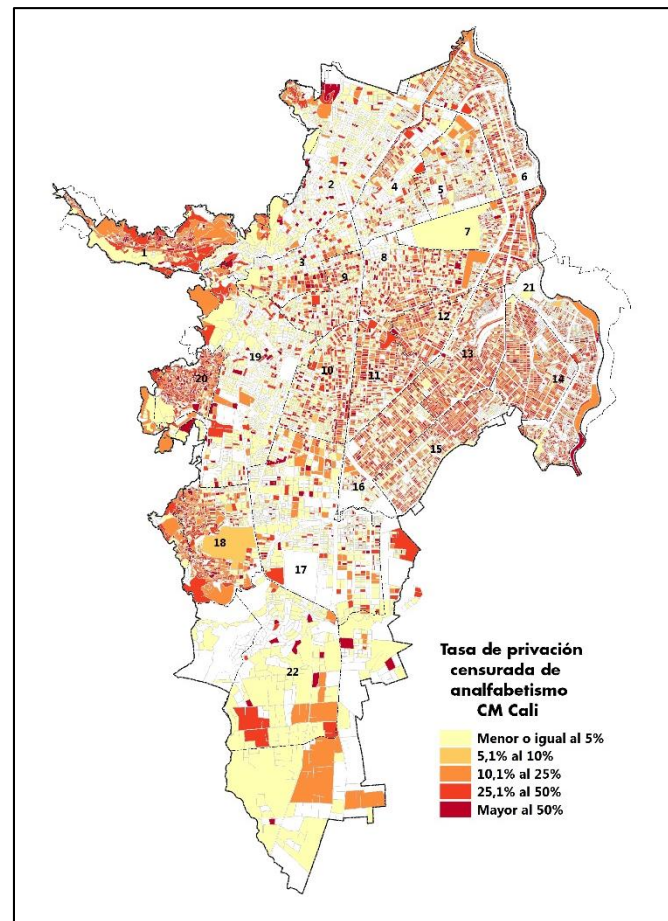 6
2
4
5
7
1
3
8
9
21
12
19
13
10
11
20
14
15
16
18
17
22
Tasa de privación
censurada de
analfabetismo
CM Cali
Menor o igual al 5%
5,1% al 10%
10,1% al 25%
25,1% al 50%
Mayor al 50%